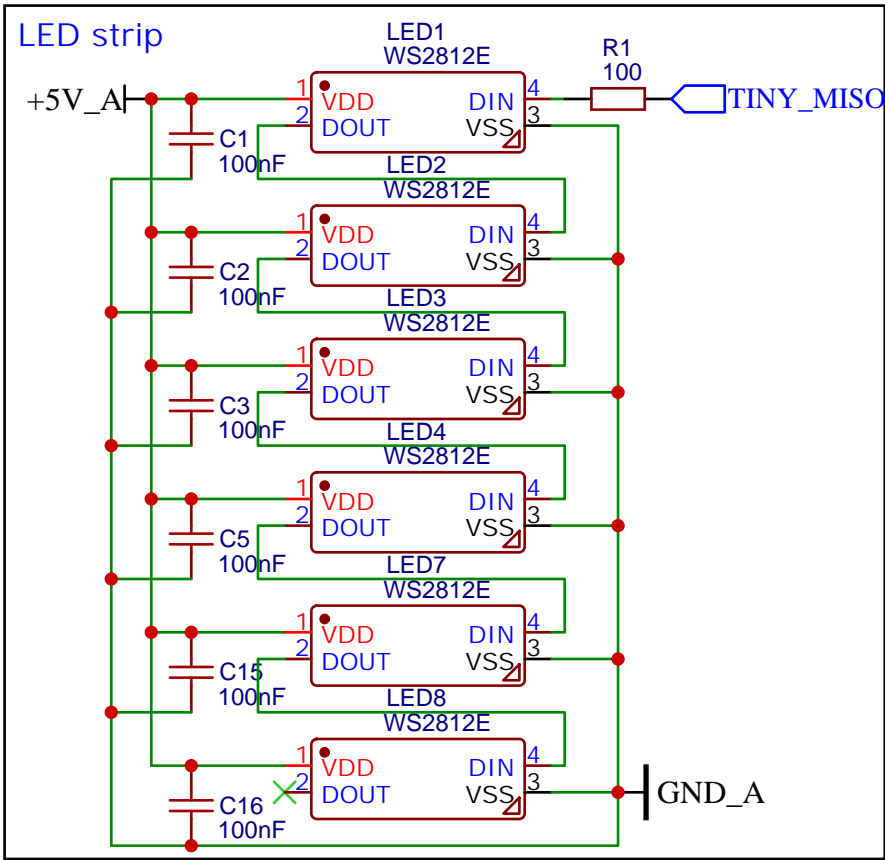 LED strip
LED1
WS2812E
R1
100
+5V_A
1
VDD
DIN
4
TINY_MISO
2
DOUT
VSS
3
C1
100nF
LED2
WS2812E
1
VDD
DIN
4
2
DOUT
VSS
3
C2
100nF
LED3
WS2812E
1
VDD
DIN
4
2
DOUT
VSS
3
C3
100nF
LED4
WS2812E
1
VDD
DIN
4
2
DOUT
VSS
3
C5
100nF
LED7
WS2812E
1
VDD
DIN
4
2
DOUT
VSS
3
C15
100nF
LED8
WS2812E
1
VDD
DIN
4
2
DOUT
VSS
3
GND_A
C16
100nF